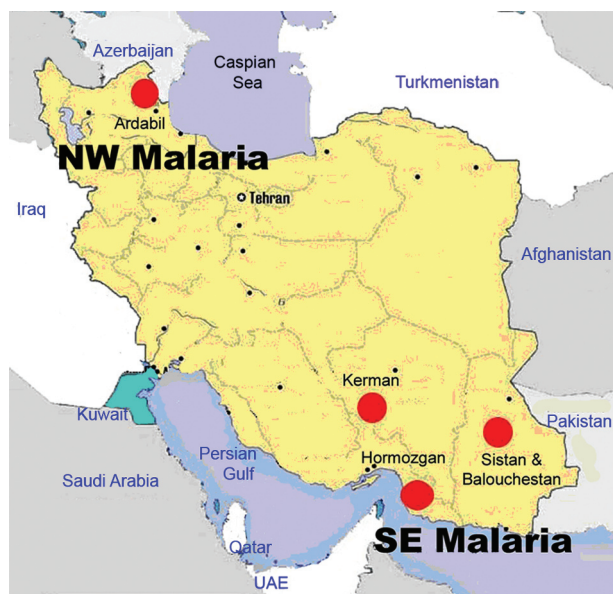 Azerbaijan
Caspian
Sea
Turkmenistan
Ardabil
NW Malaria
Tehran
Iraq
Afghanistan
Kerman
Kuwait
Pakistan
Persian
Gulf
Hormozgan
Sistan &
Balouchestan
Saudi Arabia
SE Malaria
Qatar
UAE